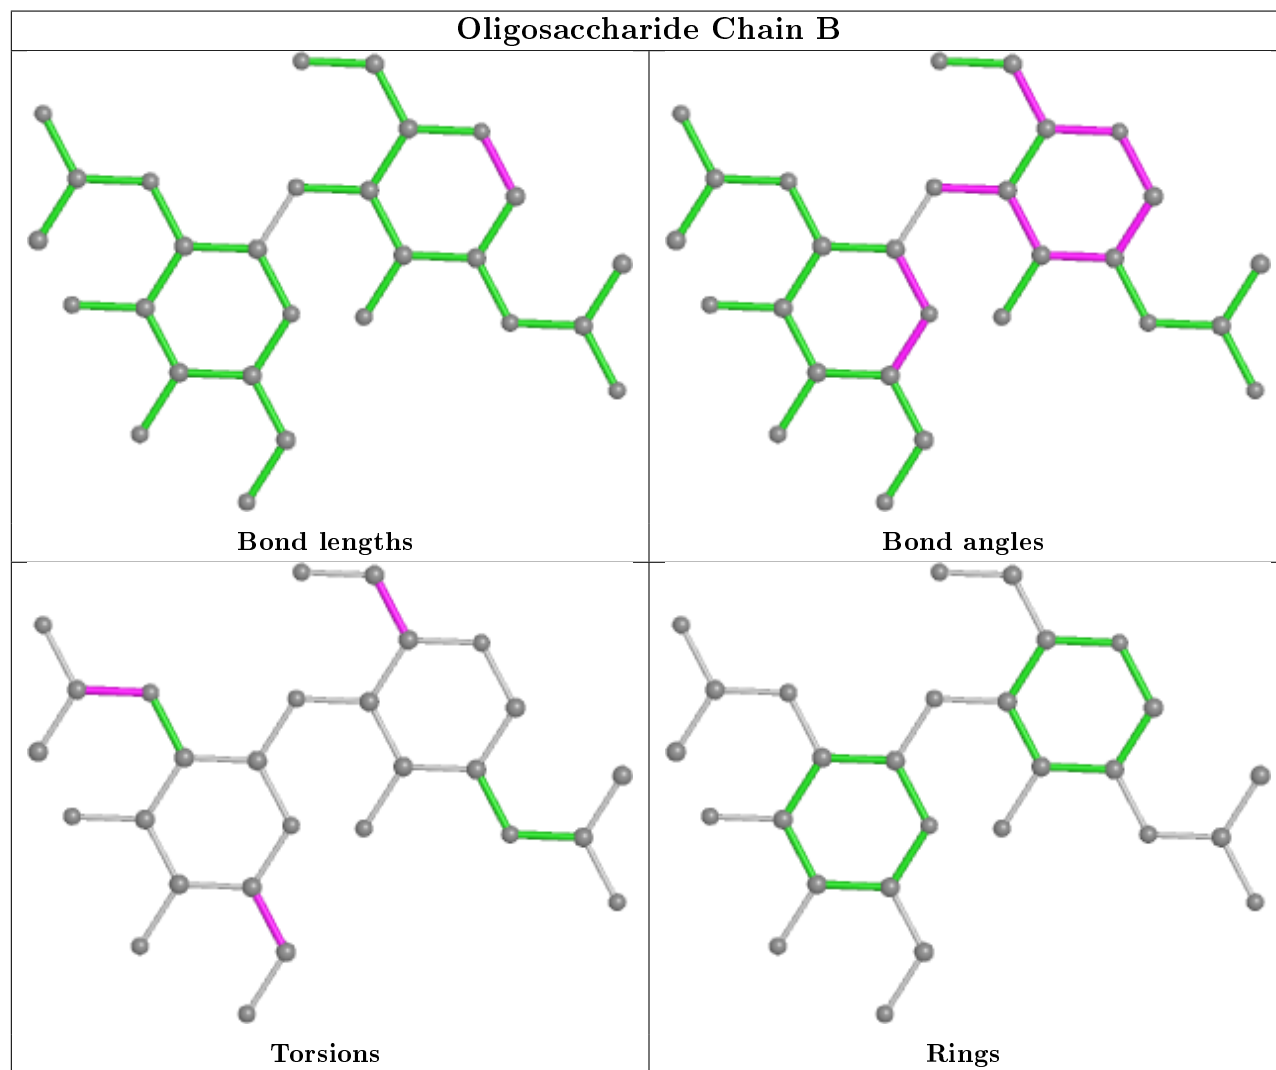 Oligosaccharide Chain B
Bond lengths
Bond angles
Torsions
Rings